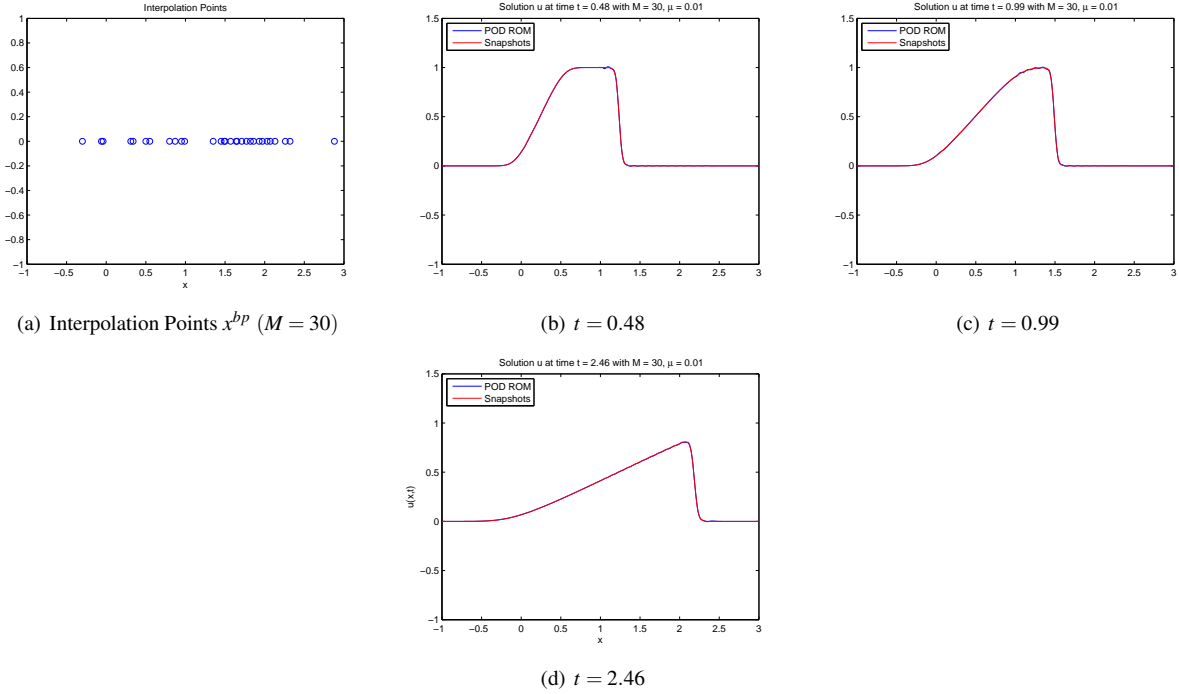 Interpolation Points
1
0.8
0.6
0.4
0.2
0
−0.2
−0.4
−0.6
−0.8
−1
−1 −0.5 0 0.5 1 1.5 2 2.5 3
x
(a) Interpolation Points x^{bp} (M = 30)
Solution u at time t = 0.48 with M = 30, μ = 0.01
POD ROM
Snapshots
1.5
1
0.5
0
−0.5
−1
−1 −0.5 0 0.5 1 1.5 2 2.5 3
(b) t = 0.48
Solution u at time t = 0.99 with M = 30, μ = 0.01
POD ROM
Snapshots
1.5
1
0.5
0
−0.5
−1
−1 −0.5 0 0.5 1 1.5 2 2.5 3
(c) t = 0.99
Solution u at time t = 2.46 with M = 30, μ = 0.01
POD ROM
Snapshots
1.5
1
0.5
0
−0.5
−1
u(x,t)
−1 −0.5 0 0.5 1 1.5 2 2.5 3
x
(d) t = 2.46